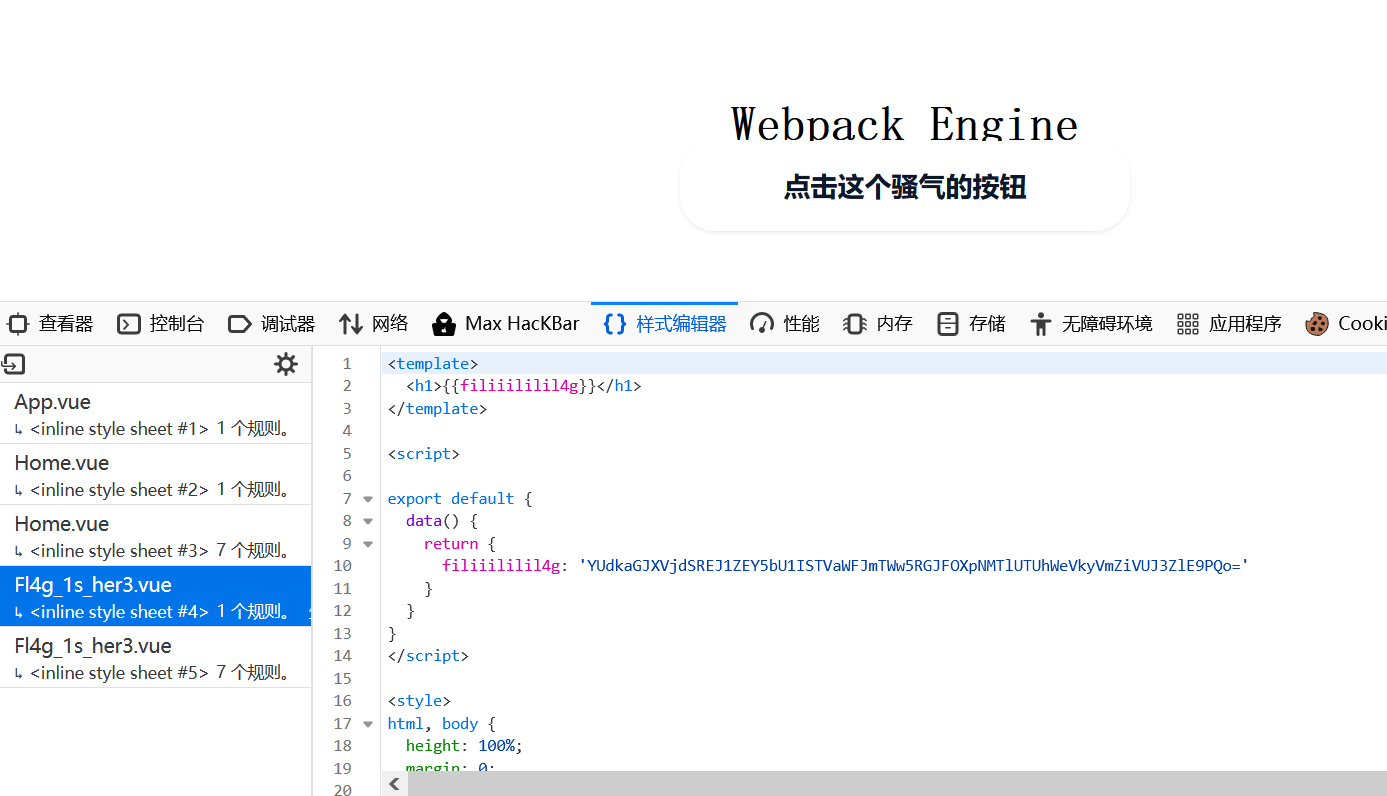 Webpack Engine
点击这个骚气的按钮
查看器 控制台 调试器 网络 Max HacKBar 样式编辑器 性能 内存 存储 无障碍环境 应用程序 Cooki
App.vue
↳ <inline style sheet #1> 1 个规则。
Home.vue
↳ <inline style sheet #2> 1 个规则。
Home.vue
↳ <inline style sheet #3> 7 个规则。
Fl4g_1s_her3.vue
↳ <inline style sheet #4> 1 个规则。
Fl4g_1s_her3.vue
↳ <inline style sheet #5> 7 个规则。
1 <template>
2 <h1>{{filiiililil4g}}</h1>
3 </template>
4
5 <script>
6
7 export default {
8 data() {
9 return {
10 filiiililil4g: 'YUdkaGJXVjdSREJ1ZEY5bU1ISTVaWFJmTWw5RGJFOXpNMTlUTUhWeVkyVmZiVUJ3ZlE9PQo='
11 }
12 }
13 }
14 </script>
15
16 <style>
17 html, body {
18 height: 100%;
19 margin: 0;
20